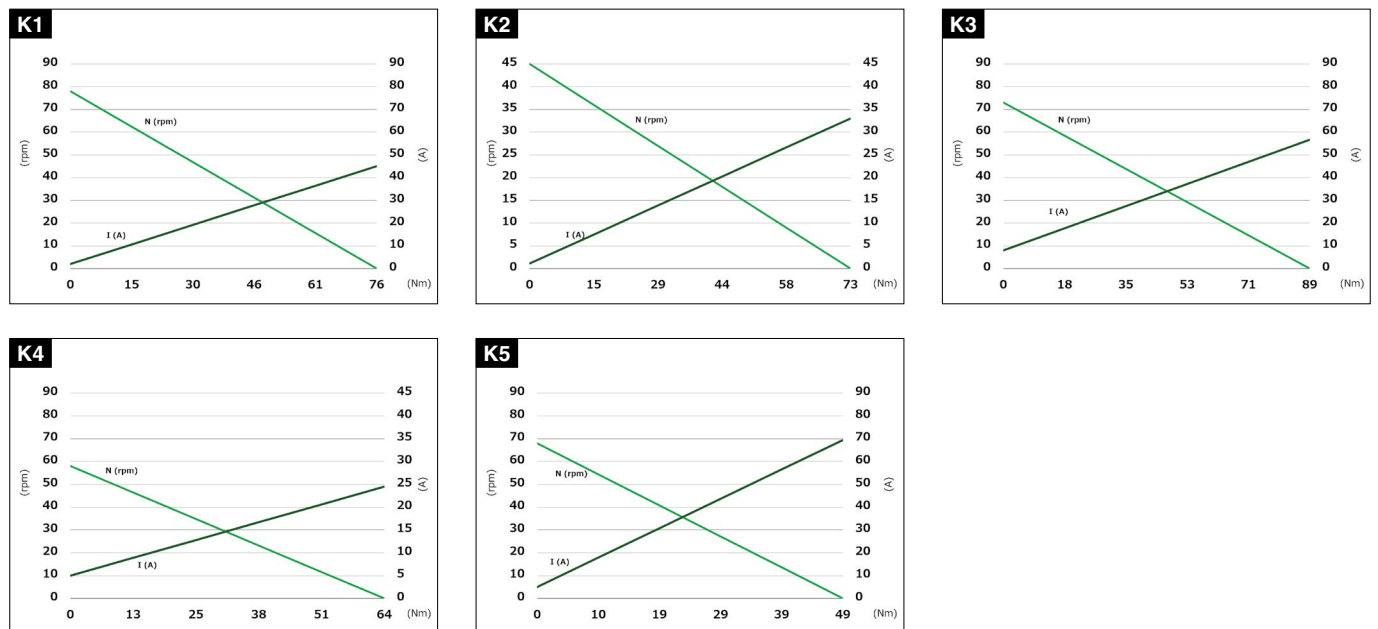 K1
90 90
80 80
70 70
60 60
50 50
40 40
30 30
20 20
10 10
0 0
(rpm)
(A)
N (rpm)
I (A)
0 15 30 46 61 76 (Nm)
K2
45 45
40 40
35 35
30 30
25 25
20 20
15 15
10 10
5 5
0 0
(rpm)
(A)
N (rpm)
I (A)
0 15 29 44 58 73 (Nm)
K3
90 90
80 80
70 70
60 60
50 50
40 40
30 30
20 20
10 10
0 0
(rpm)
(A)
N (rpm)
I (A)
0 18 35 53 71 89 (Nm)
K4
90 45
80 40
70 35
60 30
50 25
40 20
30 15
20 10
10 5
0 0
(rpm)
(A)
N (rpm)
I (A)
0 13 25 38 51 64 (Nm)
K5
90 90
80 80
70 70
60 60
50 50
40 40
30 30
20 20
10 10
0 0
(rpm)
(A)
N (rpm)
I (A)
0 10 19 29 39 49 (Nm)